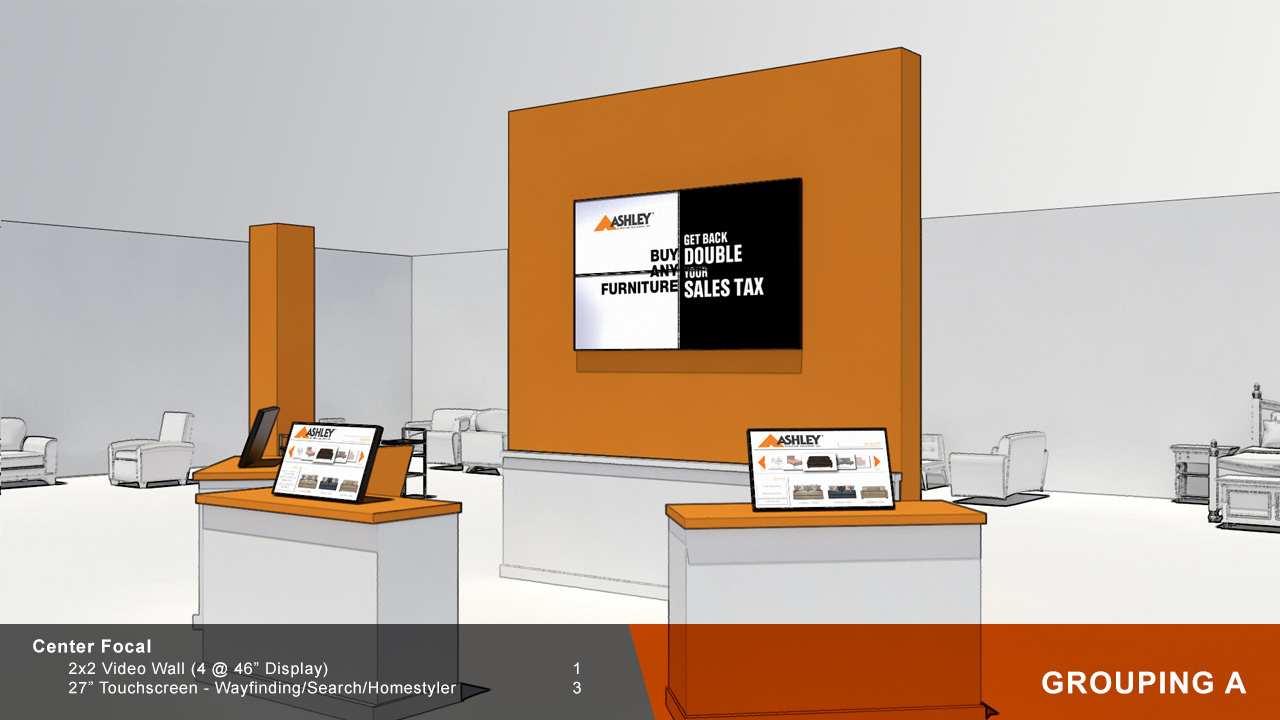 ASHLEY
BUY
ANY
FURNITURE
GET BACK
DOUBLE
YOUR
SALES TAX
ASHLEY
ASHLEY
Center Focal
2x2 Video Wall (4 @ 46” Display) 1
27” Touchscreen - Wayfinding/Search/Homestyler 3
GROUPING A